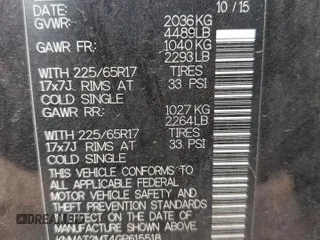 DATE: 10/15
GVWR: 2036KG
4489LB
GAWR FR: 1040KG
2293LB
WITH 225/65R17 TIRES
17x7J RIMS AT 33 PSI
COLD SINGLE
GAWR RR: 1027KG
2264LB
WITH 225/65R17 TIRES
17x7J RIMS AT 33 PSI
COLD SINGLE
THIS VEHICLE CONFORMS TO
ALL APPLICABLE FEDERAL
MOTOR VEHICLE SAFETY AND
THEFT PREVENTION STANDARDS
IN EFFECT ON THE DATE OF
MANUFACTURE SHOWN ABOVE.
KNMAT2MT4GP615518